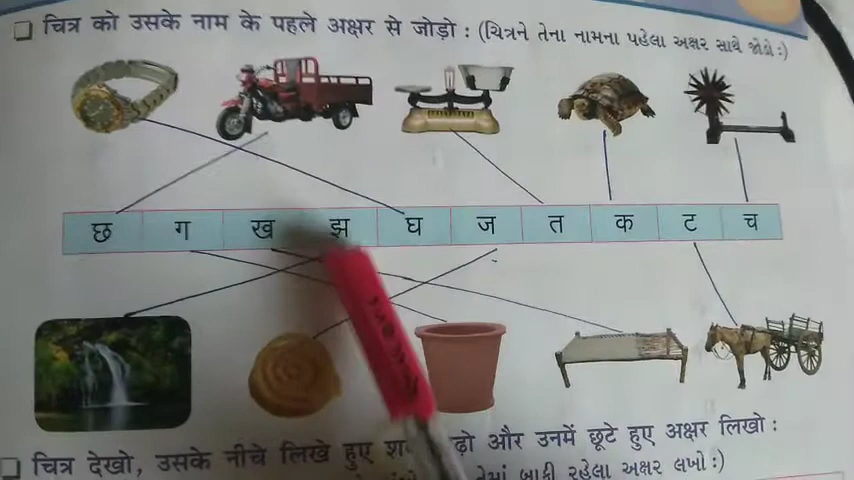 चित्र को उसके नाम के पहले अक्षर से जोड़ो : (ચિત્રને તેના નામના પહેલા અક્ષર સાથે જોડો :)
छ ग ख झ घ ज त क ट च
चित्र देखो, उसके नीचे लिखे हुए और उनमें छूटे हुए अक्षर लिखो :
બાકી રહેલા અક્ષર લખો :)